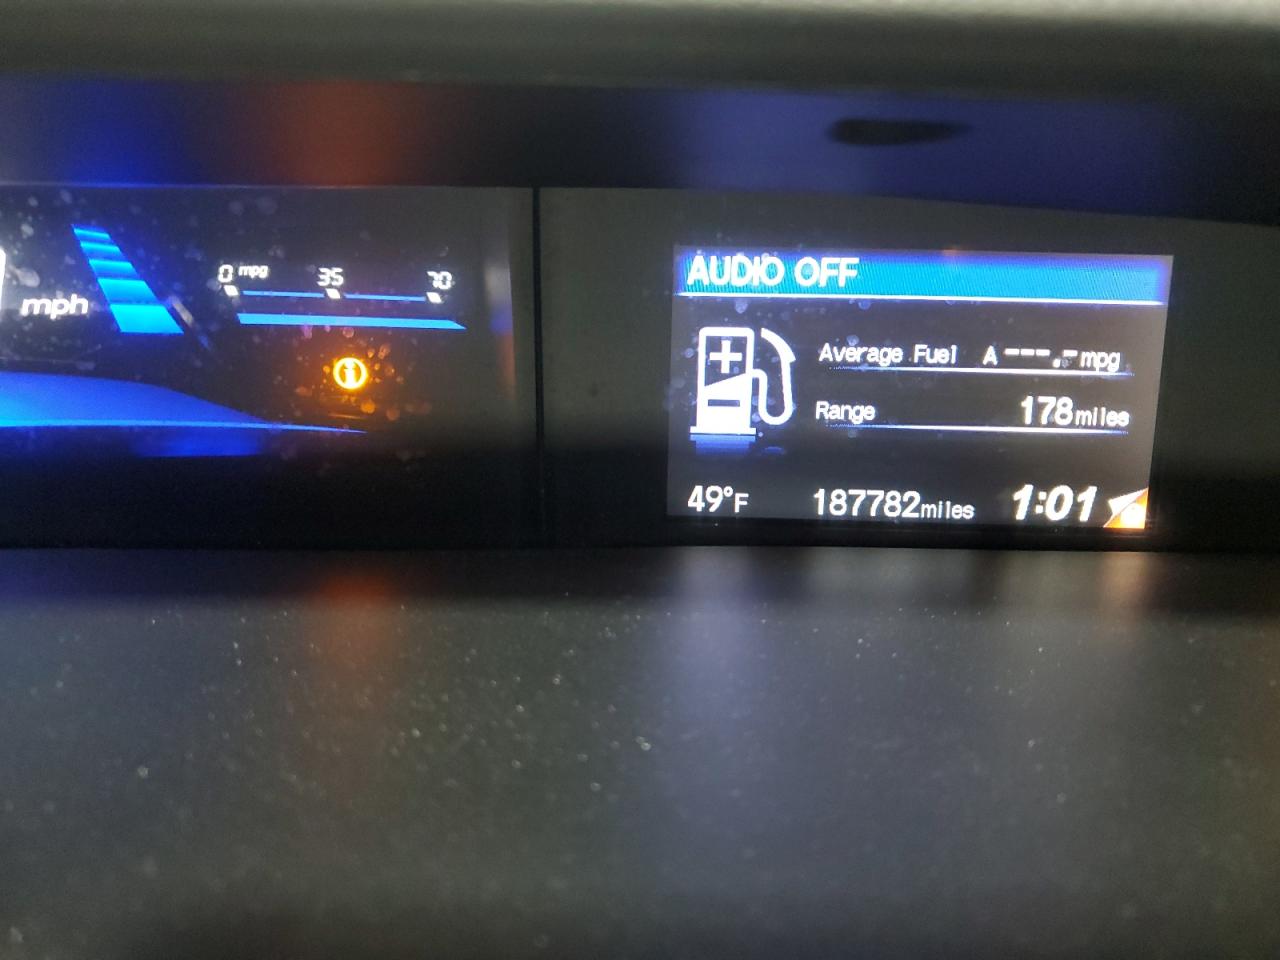 0 mpg 35 70
mph
AUDIO OFF
Average Fuel A ---.- mpg
Range 178 miles
49°F 187782 miles 1:01